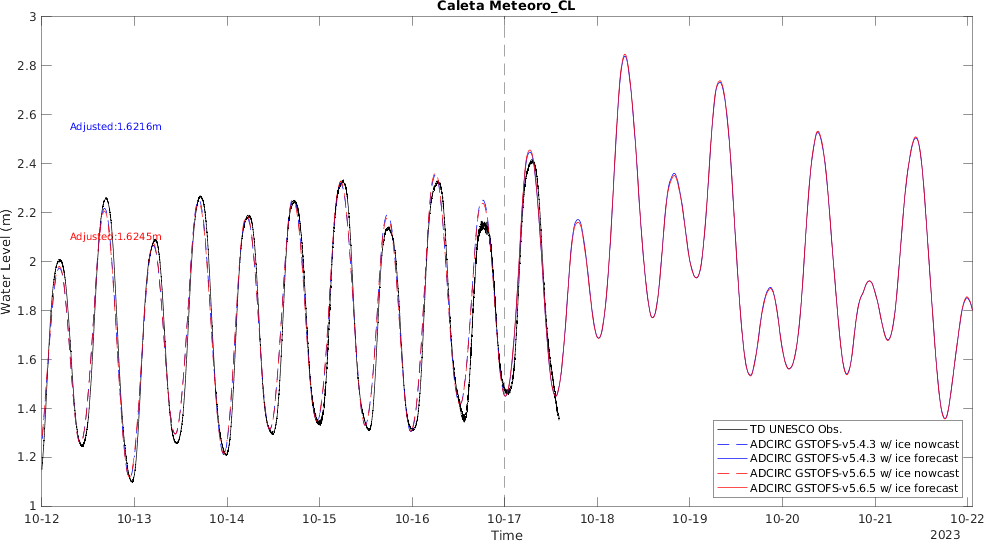 Caleta Meteoro_CL
3
2.8
2.6
2.4
2.2
2
1.8
1.6
1.4
1.2
1
Water Level (m)
Adjusted:1.6216m
Adjusted:1.6245m
TD UNESCO Obs.
ADCIRC GSTOFS-v5.4.3 w/ ice nowcast
ADCIRC GSTOFS-v5.4.3 w/ ice forecast
ADCIRC GSTOFS-v5.6.5 w/ ice nowcast
ADCIRC GSTOFS-v5.6.5 w/ ice forecast
10-12 10-13 10-14 10-15 10-16 10-17 10-18 10-19 10-20 10-21 10-22
Time
2023